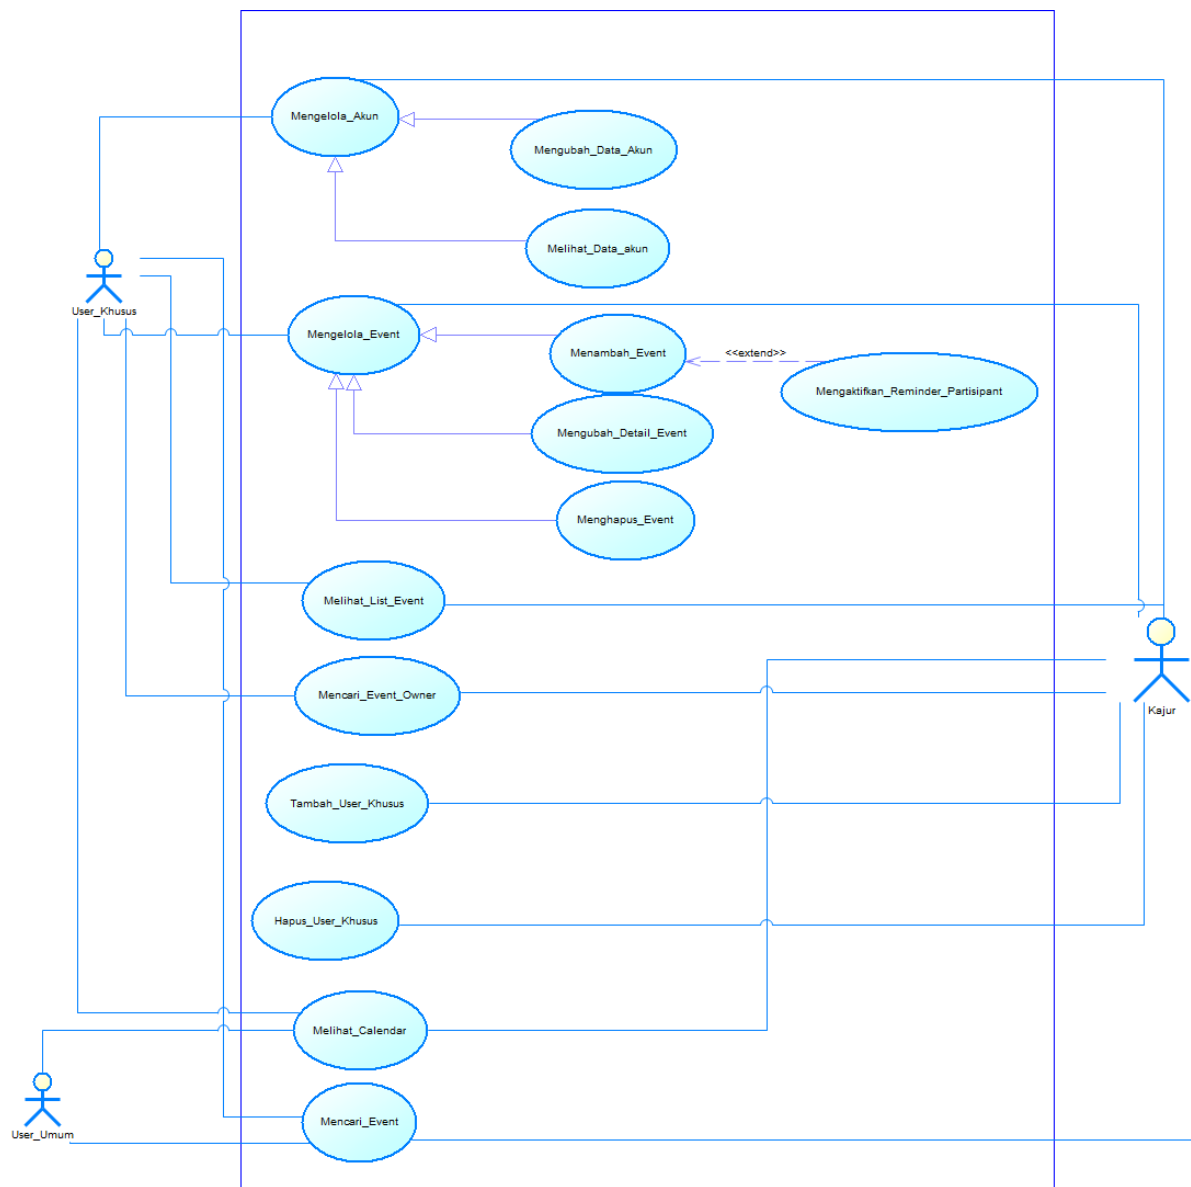 Mengelola_Akun
Mengubah_Data_Akun
Melihat_Data_akun
User_Khusus
Mengelola_Event
Menambah_Event
<<extend>>
Mengaktifkan_Reminder_Partisipant
Mengubah_Detail_Event
Menghapus_Event
Melihat_List_Event
Mencari_Event_Owner
Kajur
Tambah_User_Khusus
Hapus_User_Khusus
Melihat_Calendar
Mencari_Event
User_Umum